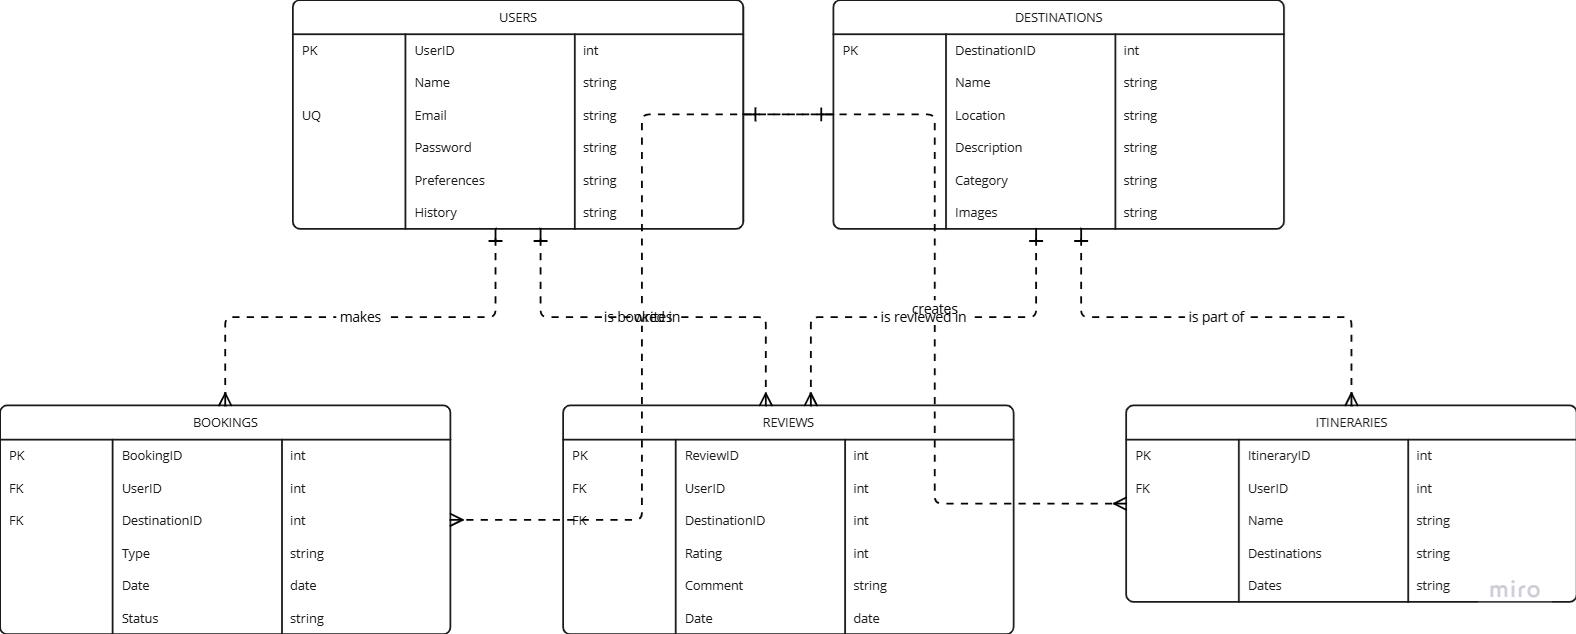 USERS
PK UserID int
Name string
UQ Email string
Password string
Preferences string
History string
DESTINATIONS
PK DestinationID int
Name string
Location string
Description string
Category string
Images string
makes
is booked in
writes
creates
is reviewed in
is part of
BOOKINGS
PK BookingID int
FK UserID int
FK DestinationID int
Type string
Date date
Status string
REVIEWS
PK ReviewID int
FK UserID int
FK DestinationID int
Rating int
Comment string
Date date
ITINERARIES
PK ItineraryID int
FK UserID int
Name string
Destinations string
Dates string
miro